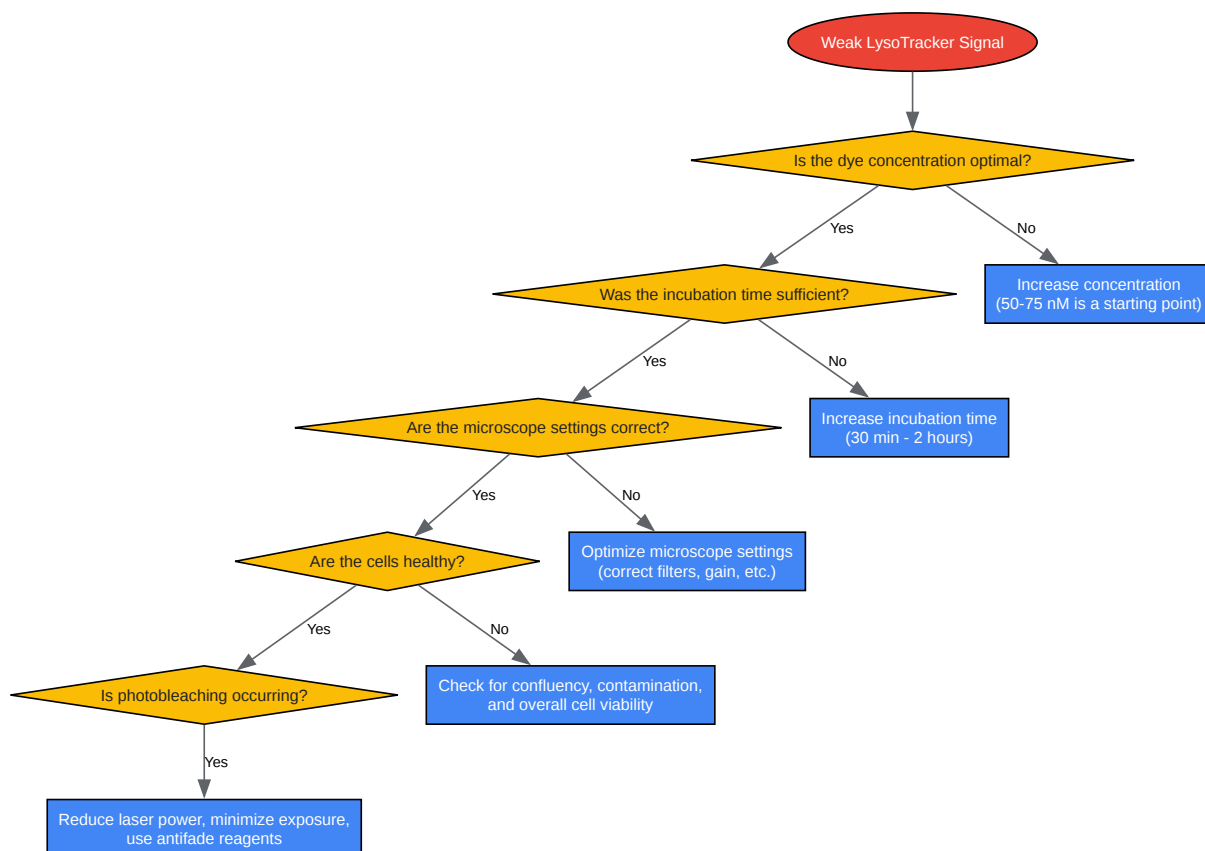 Weak LysoTracker Signal
Is the dye concentration optimal?
Yes
No
Was the incubation time sufficient?
Increase concentration
(50-75 nM is a starting point)
Yes
No
Are the microscope settings correct?
Increase incubation time
(30 min - 2 hours)
Yes
No
Are the cells healthy?
Optimize microscope settings
(correct filters, gain, etc.)
Yes
No
Is photobleaching occurring?
Check for confluency, contamination,
and overall cell viability
Yes
Reduce laser power, minimize exposure,
use antifade reagents